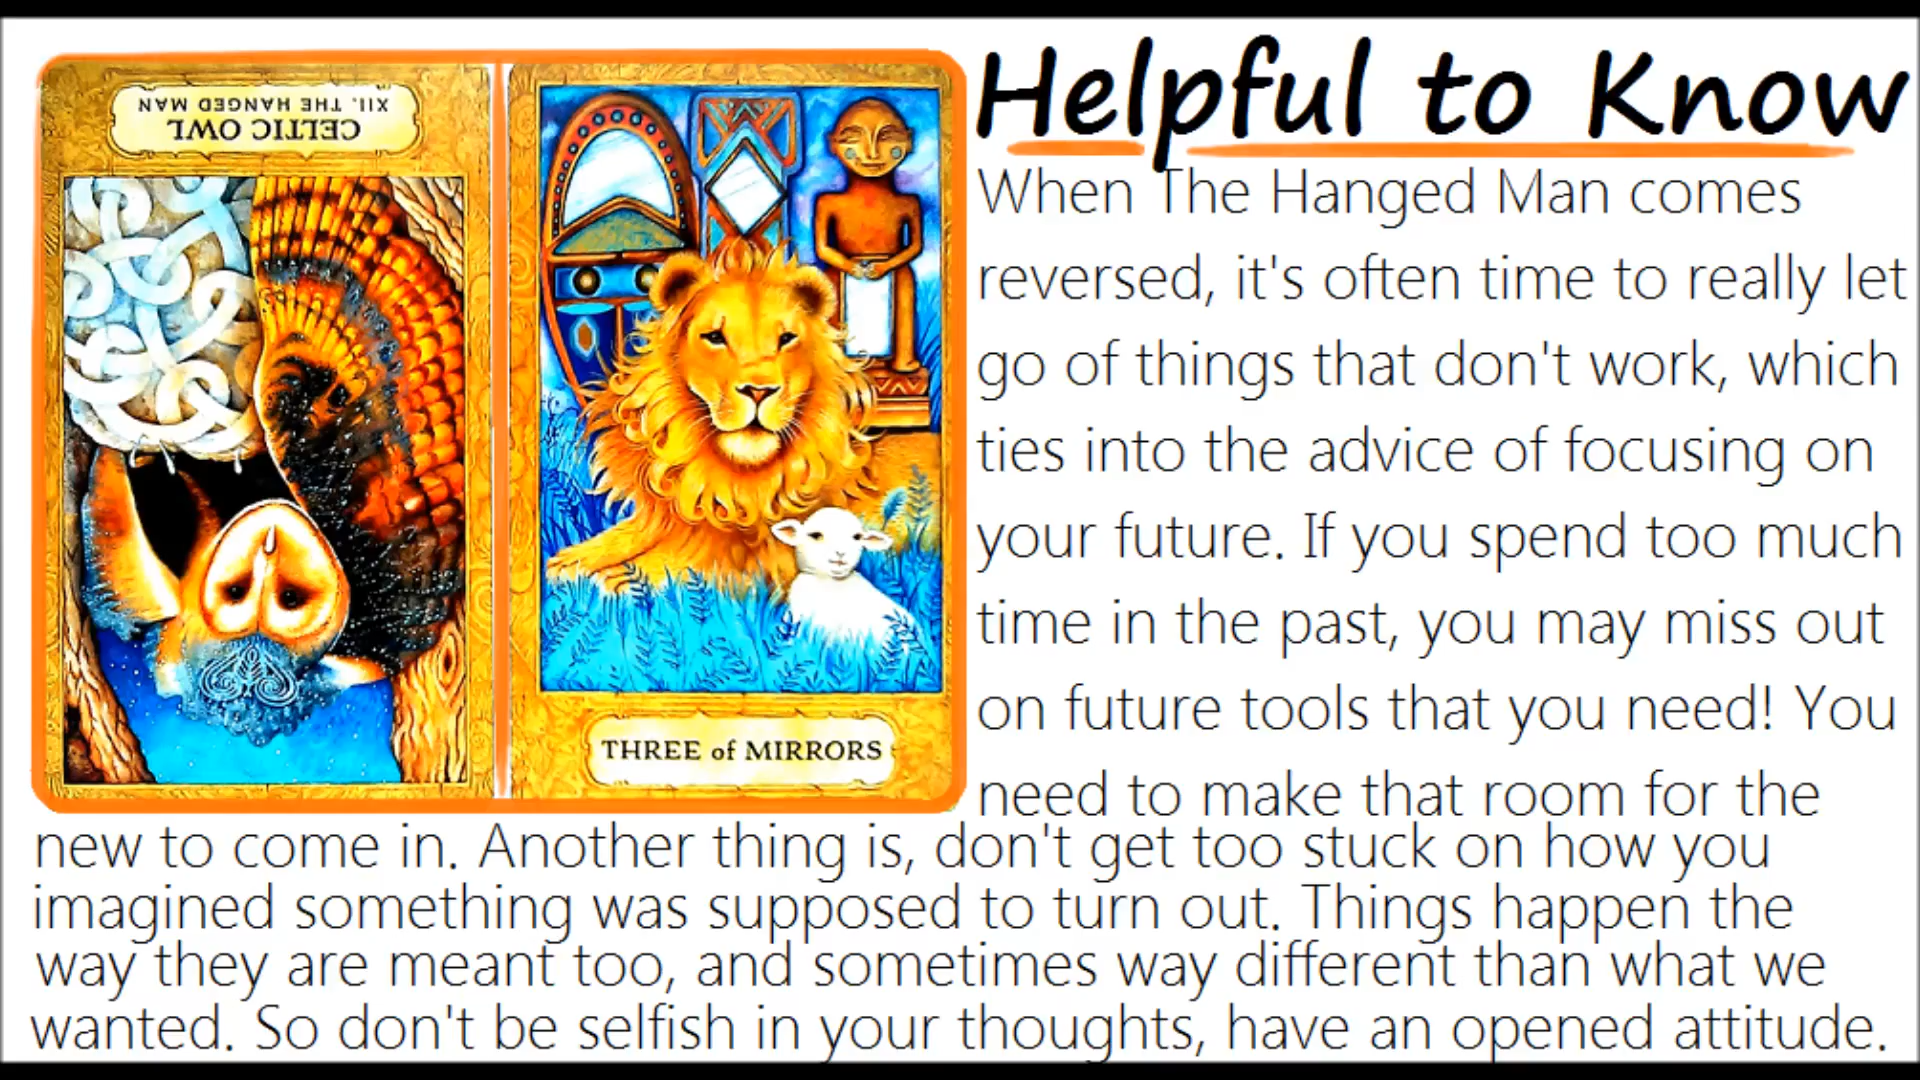 XII. THE HANGED MAN
CELTIC OWL
THREE of MIRRORS
Helpful to Know
When The Hanged Man comes
reversed, it's often time to really let
go of things that don't work, which
ties into the advice of focusing on
your future. If you spend too much
time in the past, you may miss out
on future tools that you need! You
need to make that room for the
new to come in. Another thing is, don't get too stuck on how you
imagined something was supposed to turn out. Things happen the
way they are meant too, and sometimes way different than what we
wanted. So don't be selfish in your thoughts, have an opened attitude.